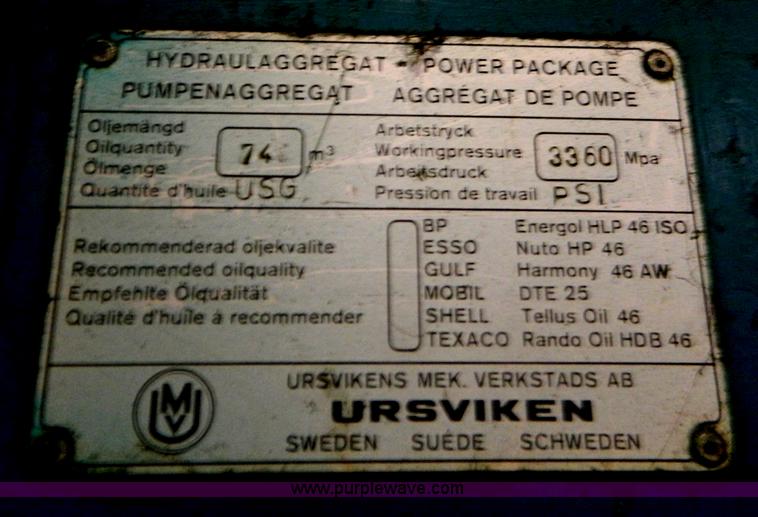 HYDRAULAGGREGAT - POWER PACKAGE
PUMPENAGGREGAT AGGRÉGAT DE POMPE
Oljemängd
Oilquantity
Ölmenge
Quantité d'huile
74 m³
USG
Arbetstryck
Workingpressure
Arbeitsdruck
Pression de travail
3360 Mpa
PSI
Rekommenderad oljekvalite
Recommended oilquality
Empfehlte Ölqualität
Qualité d'huile à recommender
BP Energol HLP 46 ISO
ESSO Nuto HP 46
GULF Harmony 46 AW
MOBIL DTE 25
SHELL Tellus Oil 46
TEXACO Rando Oil HDB 46
UMV
URSVIKENS MEK. VERKSTADS AB
URSVIKEN
SWEDEN SUÉDE SCHWEDEN
www.purplewave.com